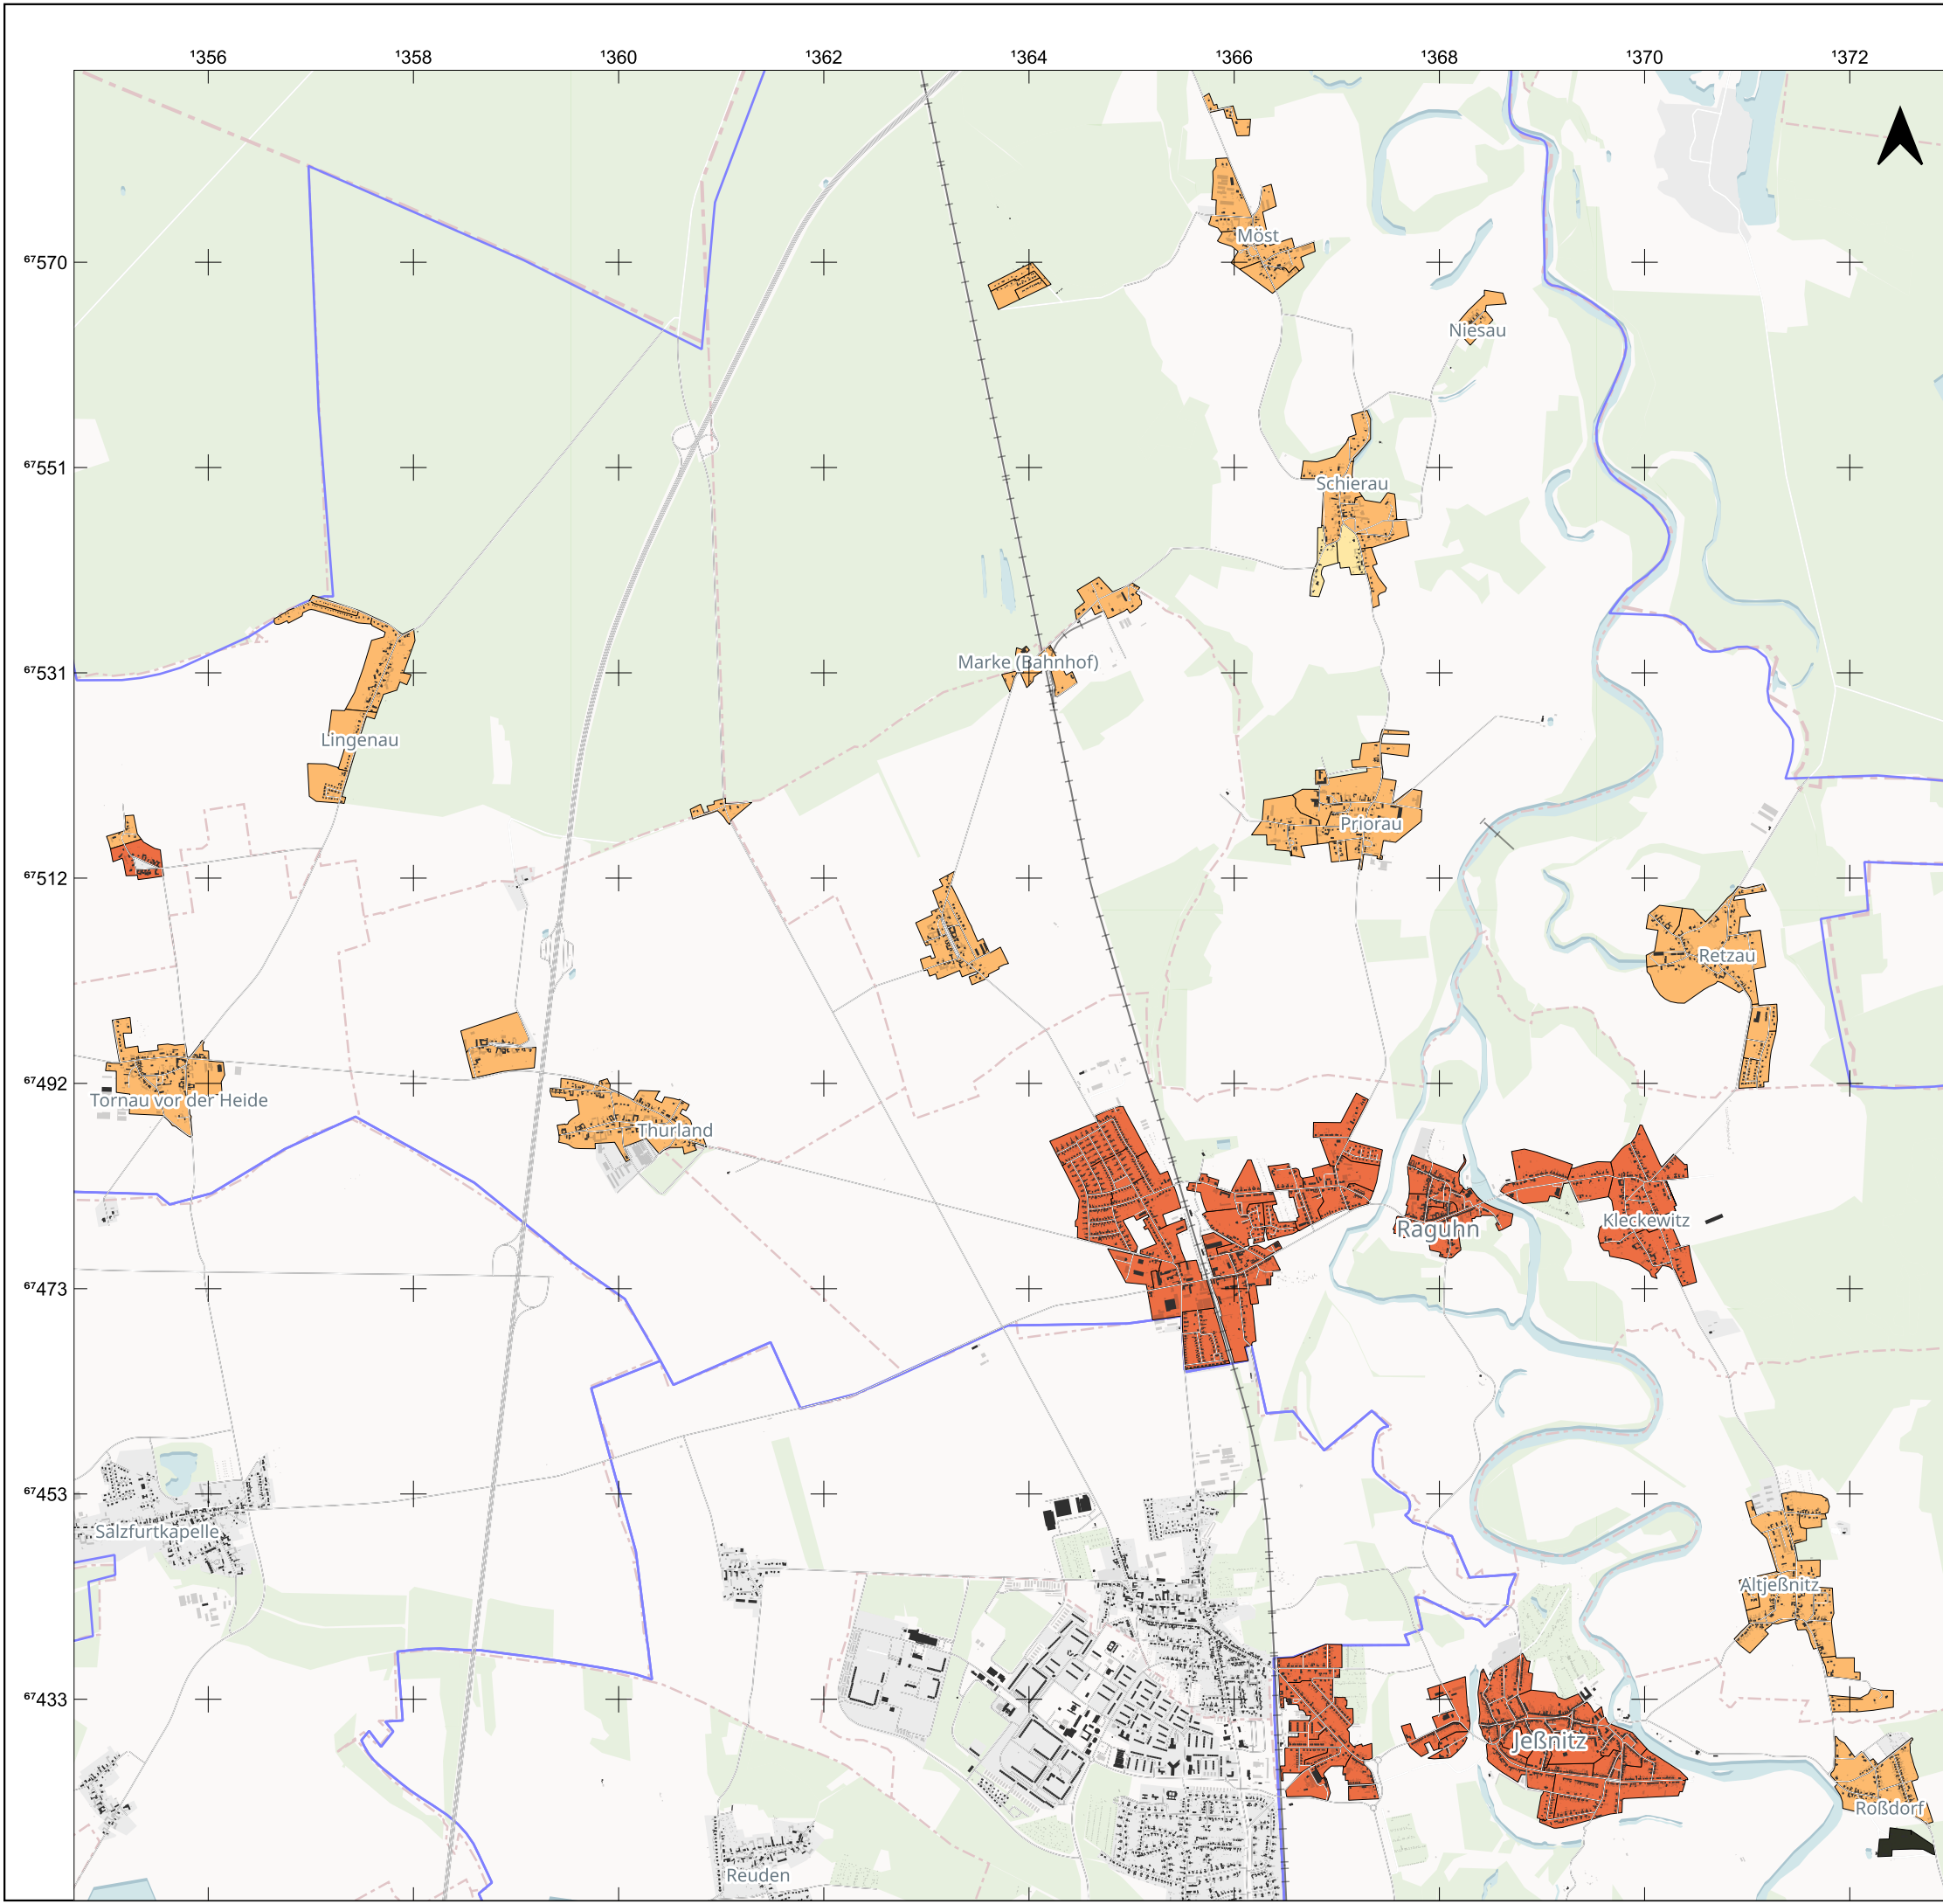 ¹356 ¹358 ¹360 ¹362 ¹364 ¹366 ¹368 ¹370 ¹372
Möst
⁶⁷570
Niesau
⁶⁷551
Schierau
Marke (Bahnhof)
⁶⁷531
Lingenau
Priorau
⁶⁷512
Retzau
⁶⁷492
Tornau vor der Heide
Thurland
Kleckewitz
Raguhn
⁶⁷473
⁶⁷453
Salzfurtkapelle
Altjeßnitz
⁶⁷433
Jeßnitz
Roßdorf
Reuden